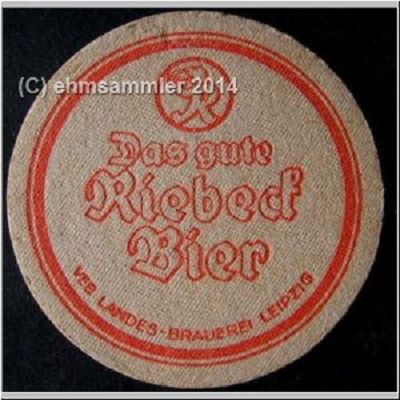 (C) ehmsammler 2014
R
Das gute
Riebeck
Bier
VEB LANDES-BRAUEREI LEIPZIG